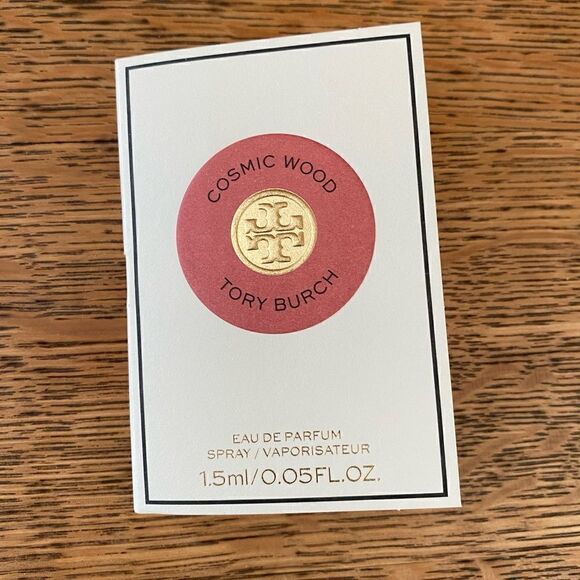 COSMIC WOOD
TORY BURCH
EAU DE PARFUM
SPRAY / VAPORISATEUR
1.5ml/0.05FL.OZ.